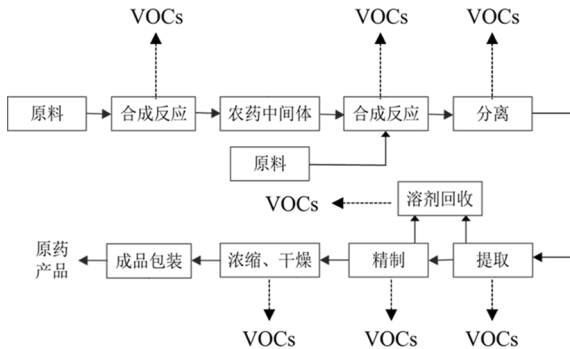 VOCs
VOCs
VOCs
原料
合成反应
农药中间体
合成反应
分离
原料
VOCs
溶剂回收
原药
产品
成品包装
浓缩、干燥
精制
提取
VOCs
VOCs
VOCs